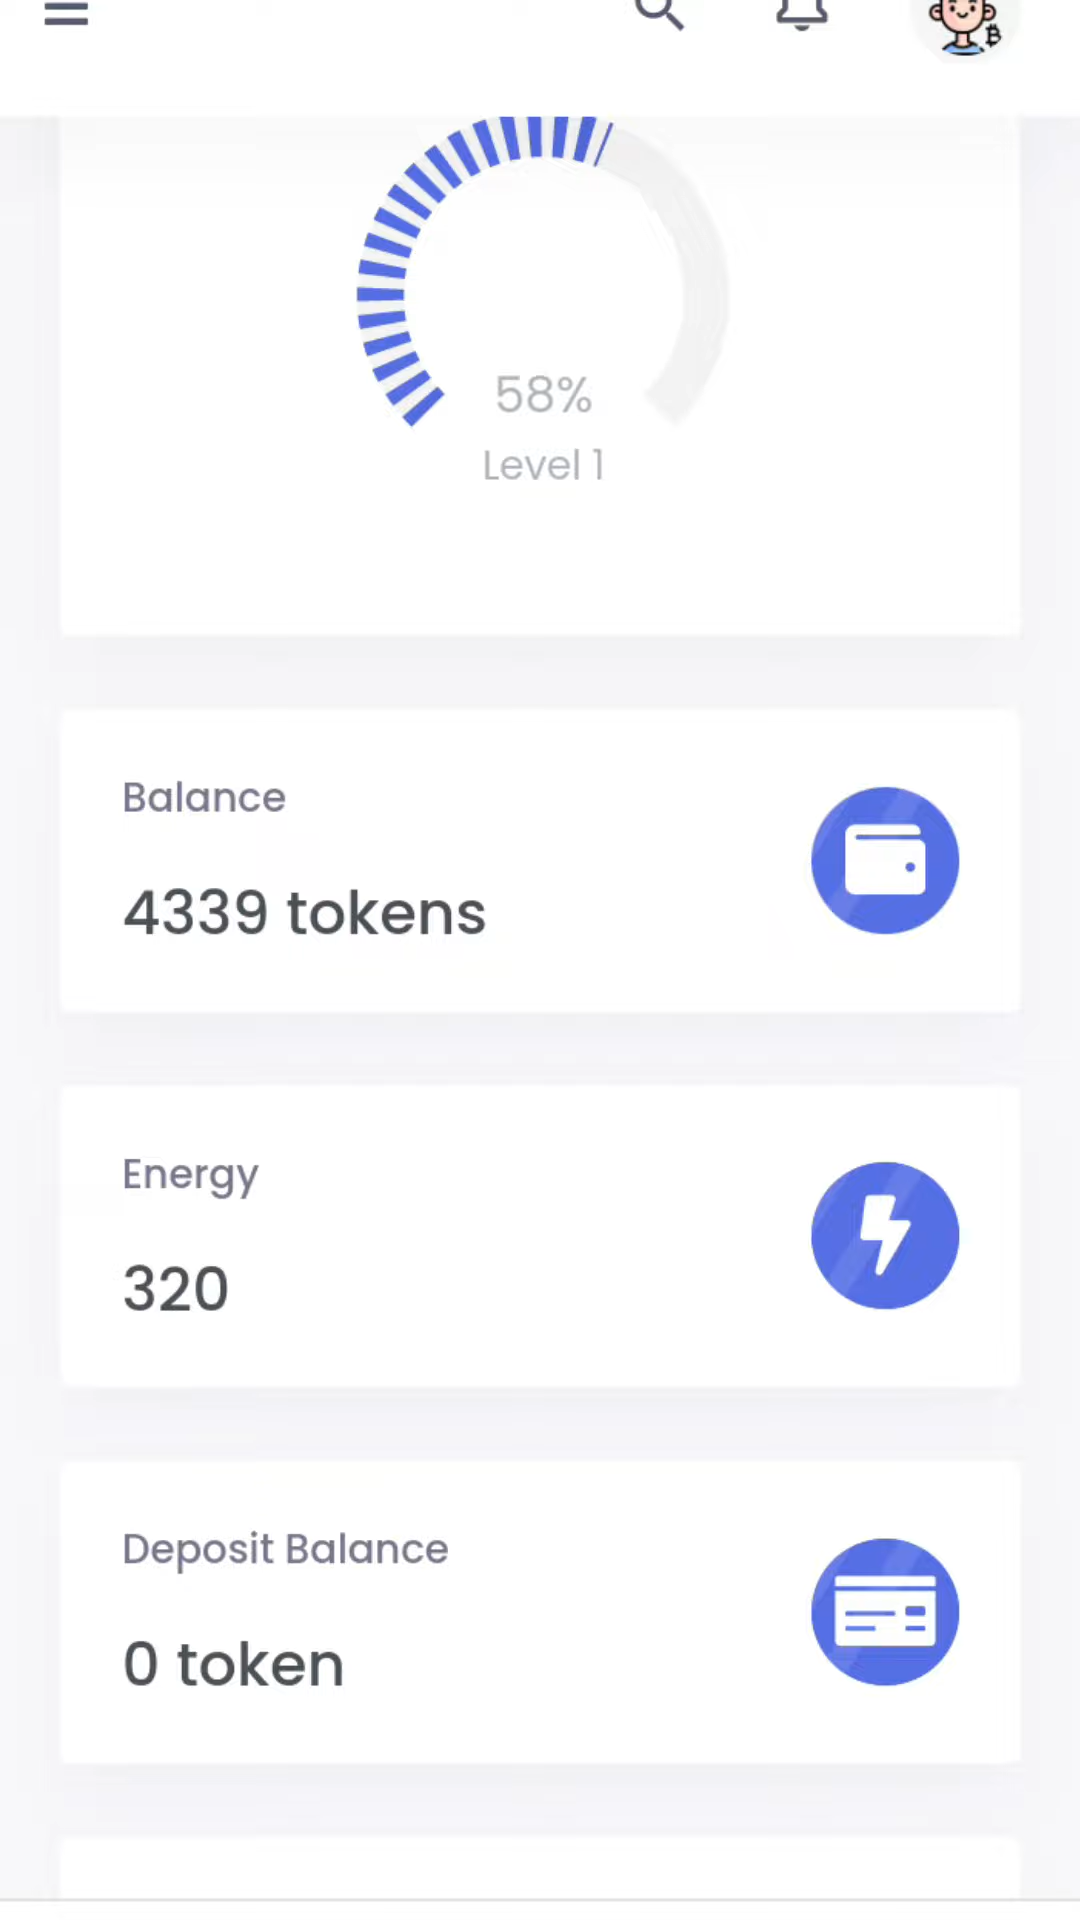 58%
Level 1
Balance
4339 tokens
Energy
320
Deposit Balance
0 token